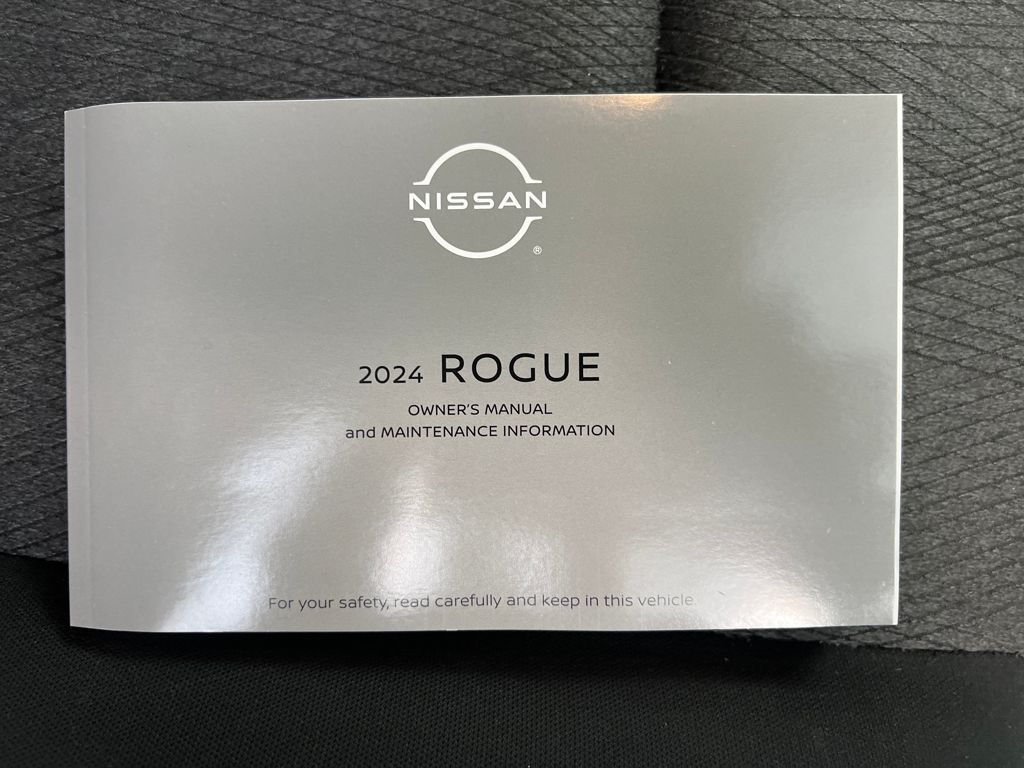 NISSAN
®
2024 ROGUE
OWNER'S MANUAL
and MAINTENANCE INFORMATION
For your safety, read carefully and keep in this vehicle.